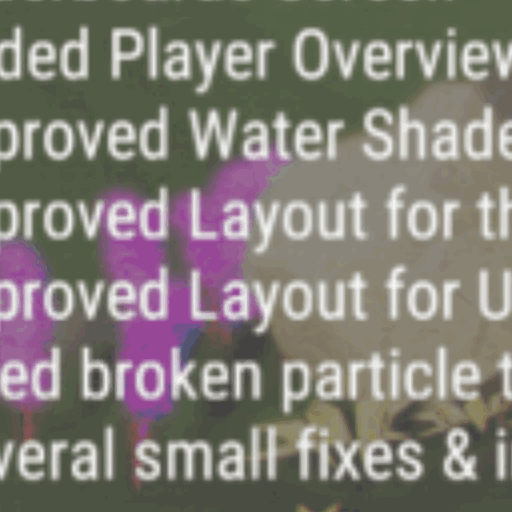 ded Player Overview
proved Water Shade
proved Layout for th
proved Layout for U
ed broken particle t
veral small fixes & i